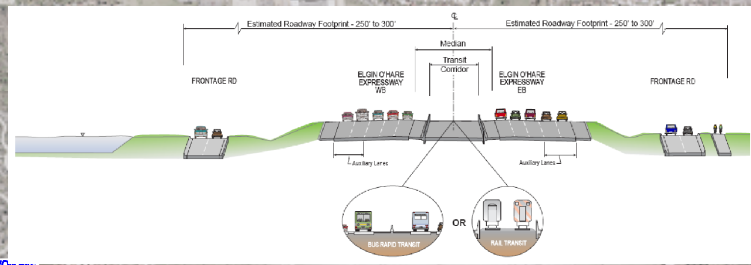 Estimated Roadway Footprint - 250' to 300'
℄
Estimated Roadway Footprint - 250' to 300'
Median
Transit
Corridor
FRONTAGE RD
ELGIN O'HARE
EXPRESSWAY
WB
ELGIN O'HARE
EXPRESSWAY
EB
FRONTAGE RD
Auxiliary Lanes
Auxiliary Lanes
OR
BUS RAPID TRANSIT
RAIL TRANSIT